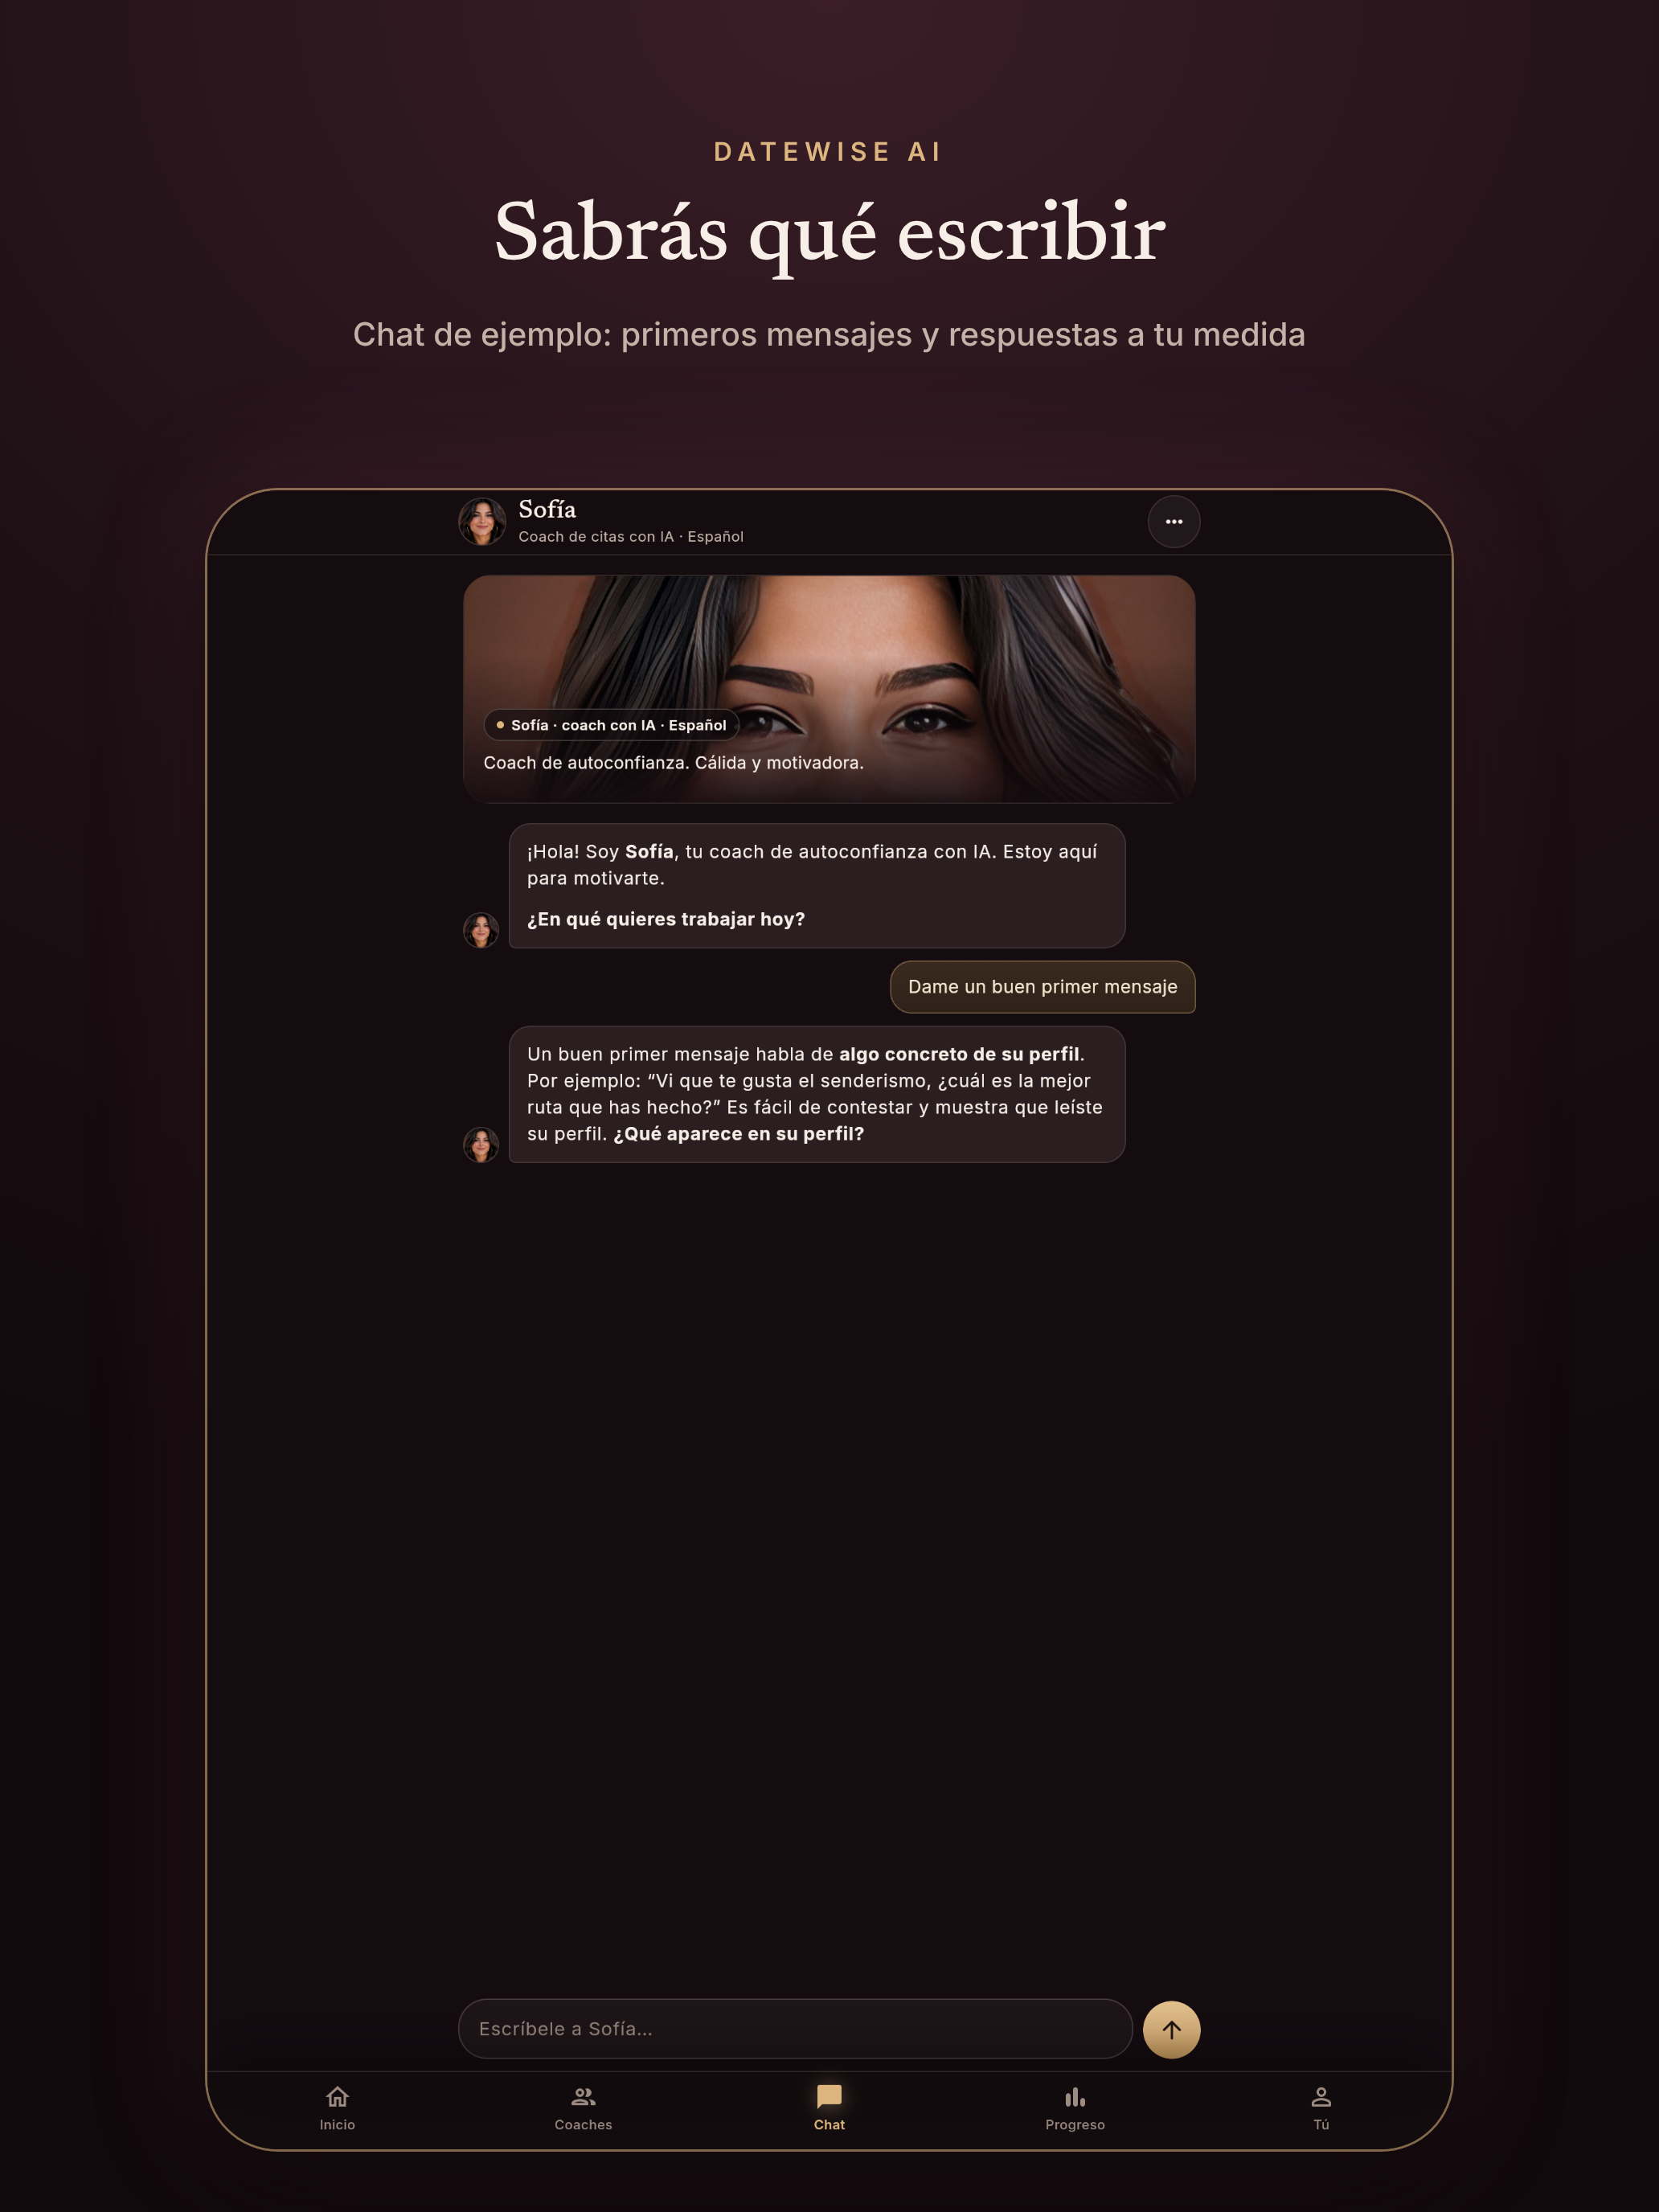 DATEWISE AI
Sabrás qué escribir
Chat de ejemplo: primeros mensajes y respuestas a tu medida
Sofía
Coach de citas con IA · Español
Sofía · coach con IA · Español
Coach de autoconfianza. Cálida y motivadora.
¡Hola! Soy Sofía, tu coach de autoconfianza con IA. Estoy aquí
para motivarte.
¿En qué quieres trabajar hoy?
Dame un buen primer mensaje
Un buen primer mensaje habla de algo concreto de su perfil.
Por ejemplo: “Vi que te gusta el senderismo, ¿cuál es la mejor
ruta que has hecho?” Es fácil de contestar y muestra que leíste
su perfil. ¿Qué aparece en su perfil?
Escríbele a Sofía...
Inicio
Coaches
Chat
Progreso
Tú